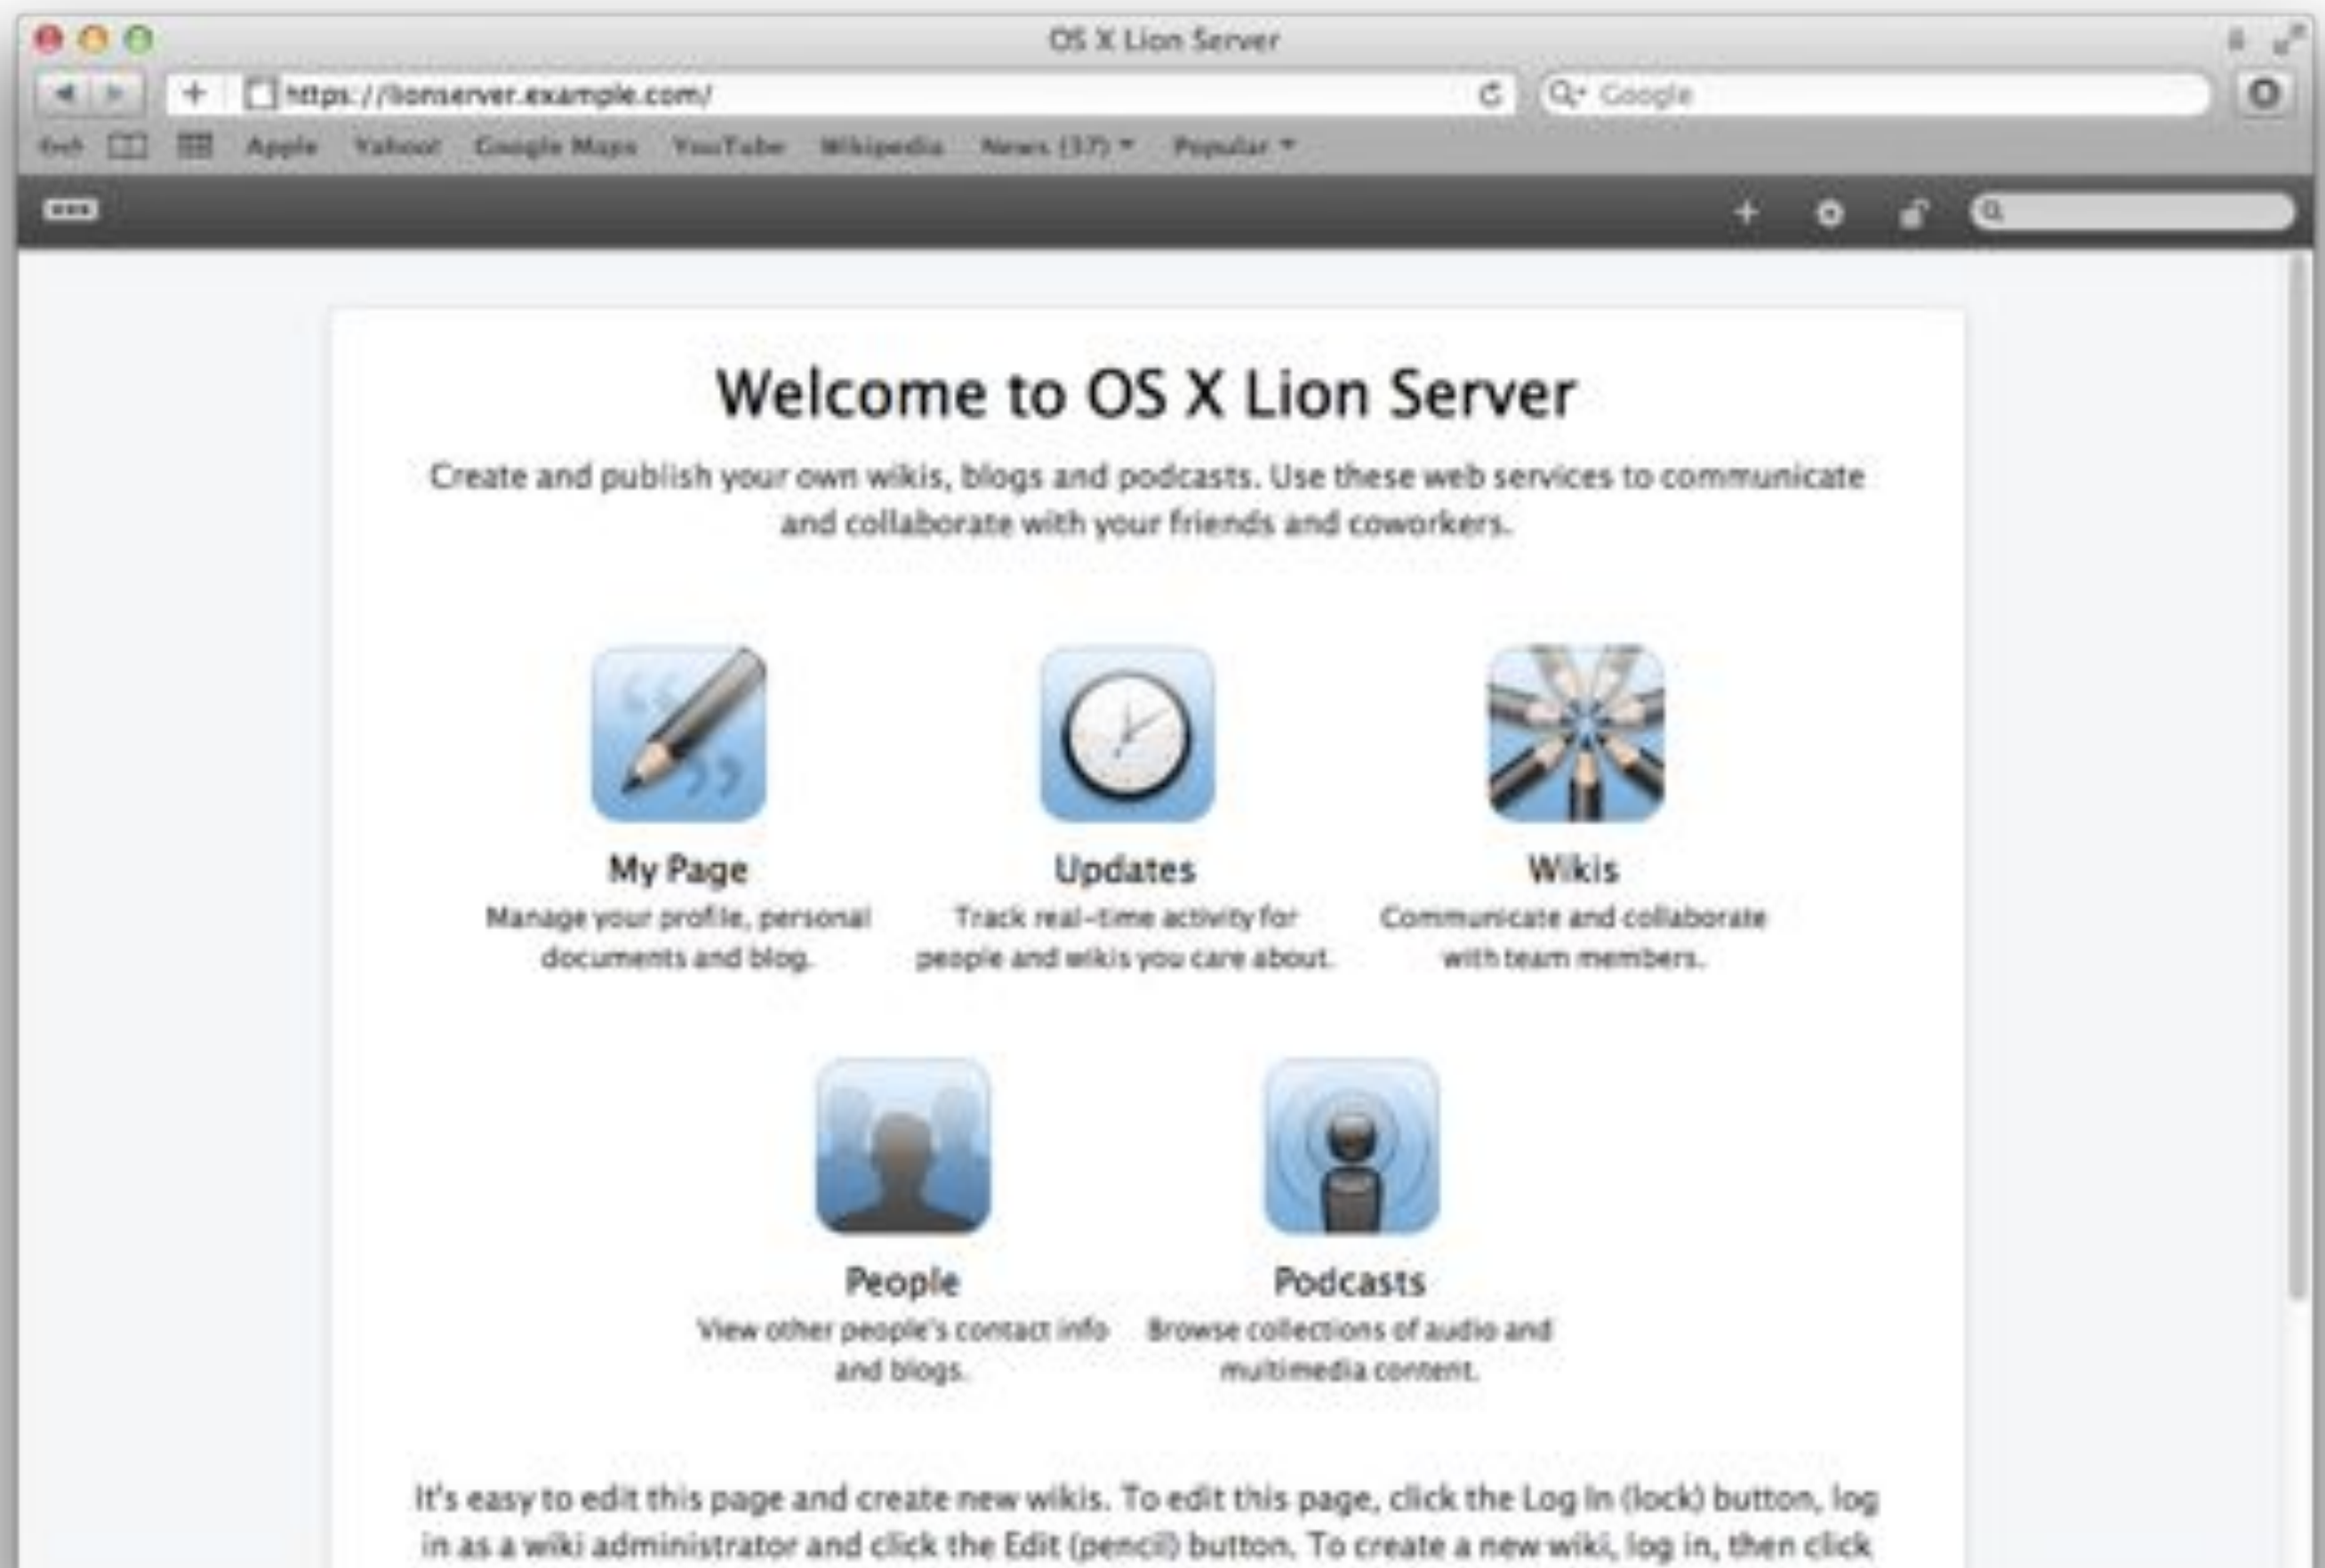 OS X Lion Server
https://lionserver.example.com/
Google
Apple Yahoo! Google Maps YouTube Wikipedia News (37) Popular
Welcome to OS X Lion Server
Create and publish your own wikis, blogs and podcasts. Use these web services to communicate
and collaborate with your friends and coworkers.
My Page
Manage your profile, personal
documents and blog.
Updates
Track real-time activity for
people and wikis you care about.
Wikis
Communicate and collaborate
with team members.
People
View other people's contact info
and blogs.
Podcasts
Browse collections of audio and
multimedia content.
It's easy to edit this page and create new wikis. To edit this page, click the Log In (lock) button, log
in as a wiki administrator and click the Edit (pencil) button. To create a new wiki, log in, then click